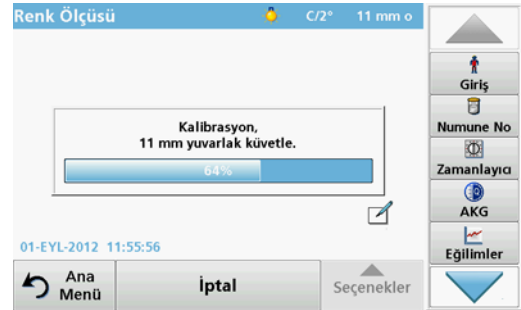 Renk Ölçüsü C/2° 11 mm o
Kalibrasyon,
11 mm yuvarlak küvetle.
64%
01-EYL-2012 11:55:56
Ana
Menü
İptal
Seçenekler
Giriş
Numune No
Zamanlayıcı
AKG
Eğilimler